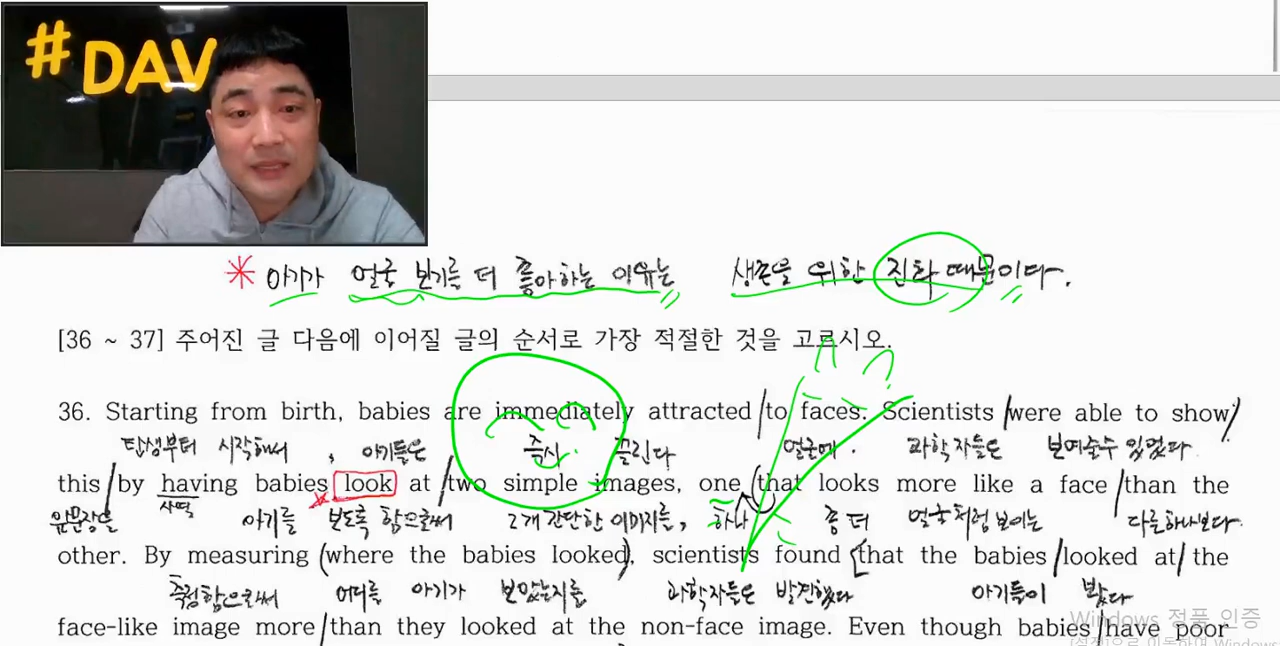 #DAV
* 아기가 얼굴 보기를 더 좋아하는 이유는 생존을 위한 진화 때문이다.
[36 ~ 37] 주어진 글 다음에 이어질 글의 순서로 가장 적절한 것을 고르시오.
36. Starting from birth, babies are immediately attracted to faces. Scientists were able to show
탄생부터 시작해서, 아기들은 즉시 끌린다 얼굴에. 과학자들은 보여줄수 있었다.
this by having babies look at two simple images, one that looks more like a face than the
앞문장을 사역 아기를 보도록 함으로써 2개 간단한 이미지를, 하나 좀 더 얼굴처럼 보이는 다른하나보다.
other. By measuring where the babies looked, scientists found that the babies looked at the
측정함으로써 어디를 아기가 보았는지를 과학자들은 발견했다 아기들이 봤다
face-like image more than they looked at the non-face image. Even though babies have poor
Windows 정품 인증